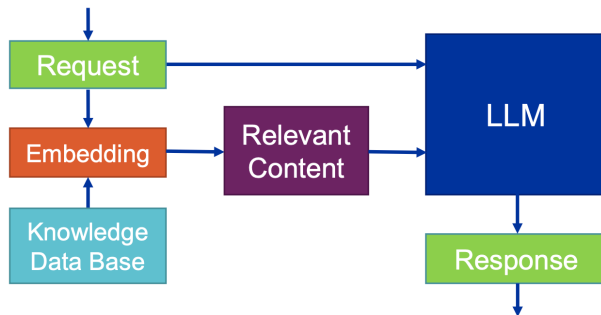 Request
LLM
Embedding
Relevant
Content
Knowledge
Data Base
Response